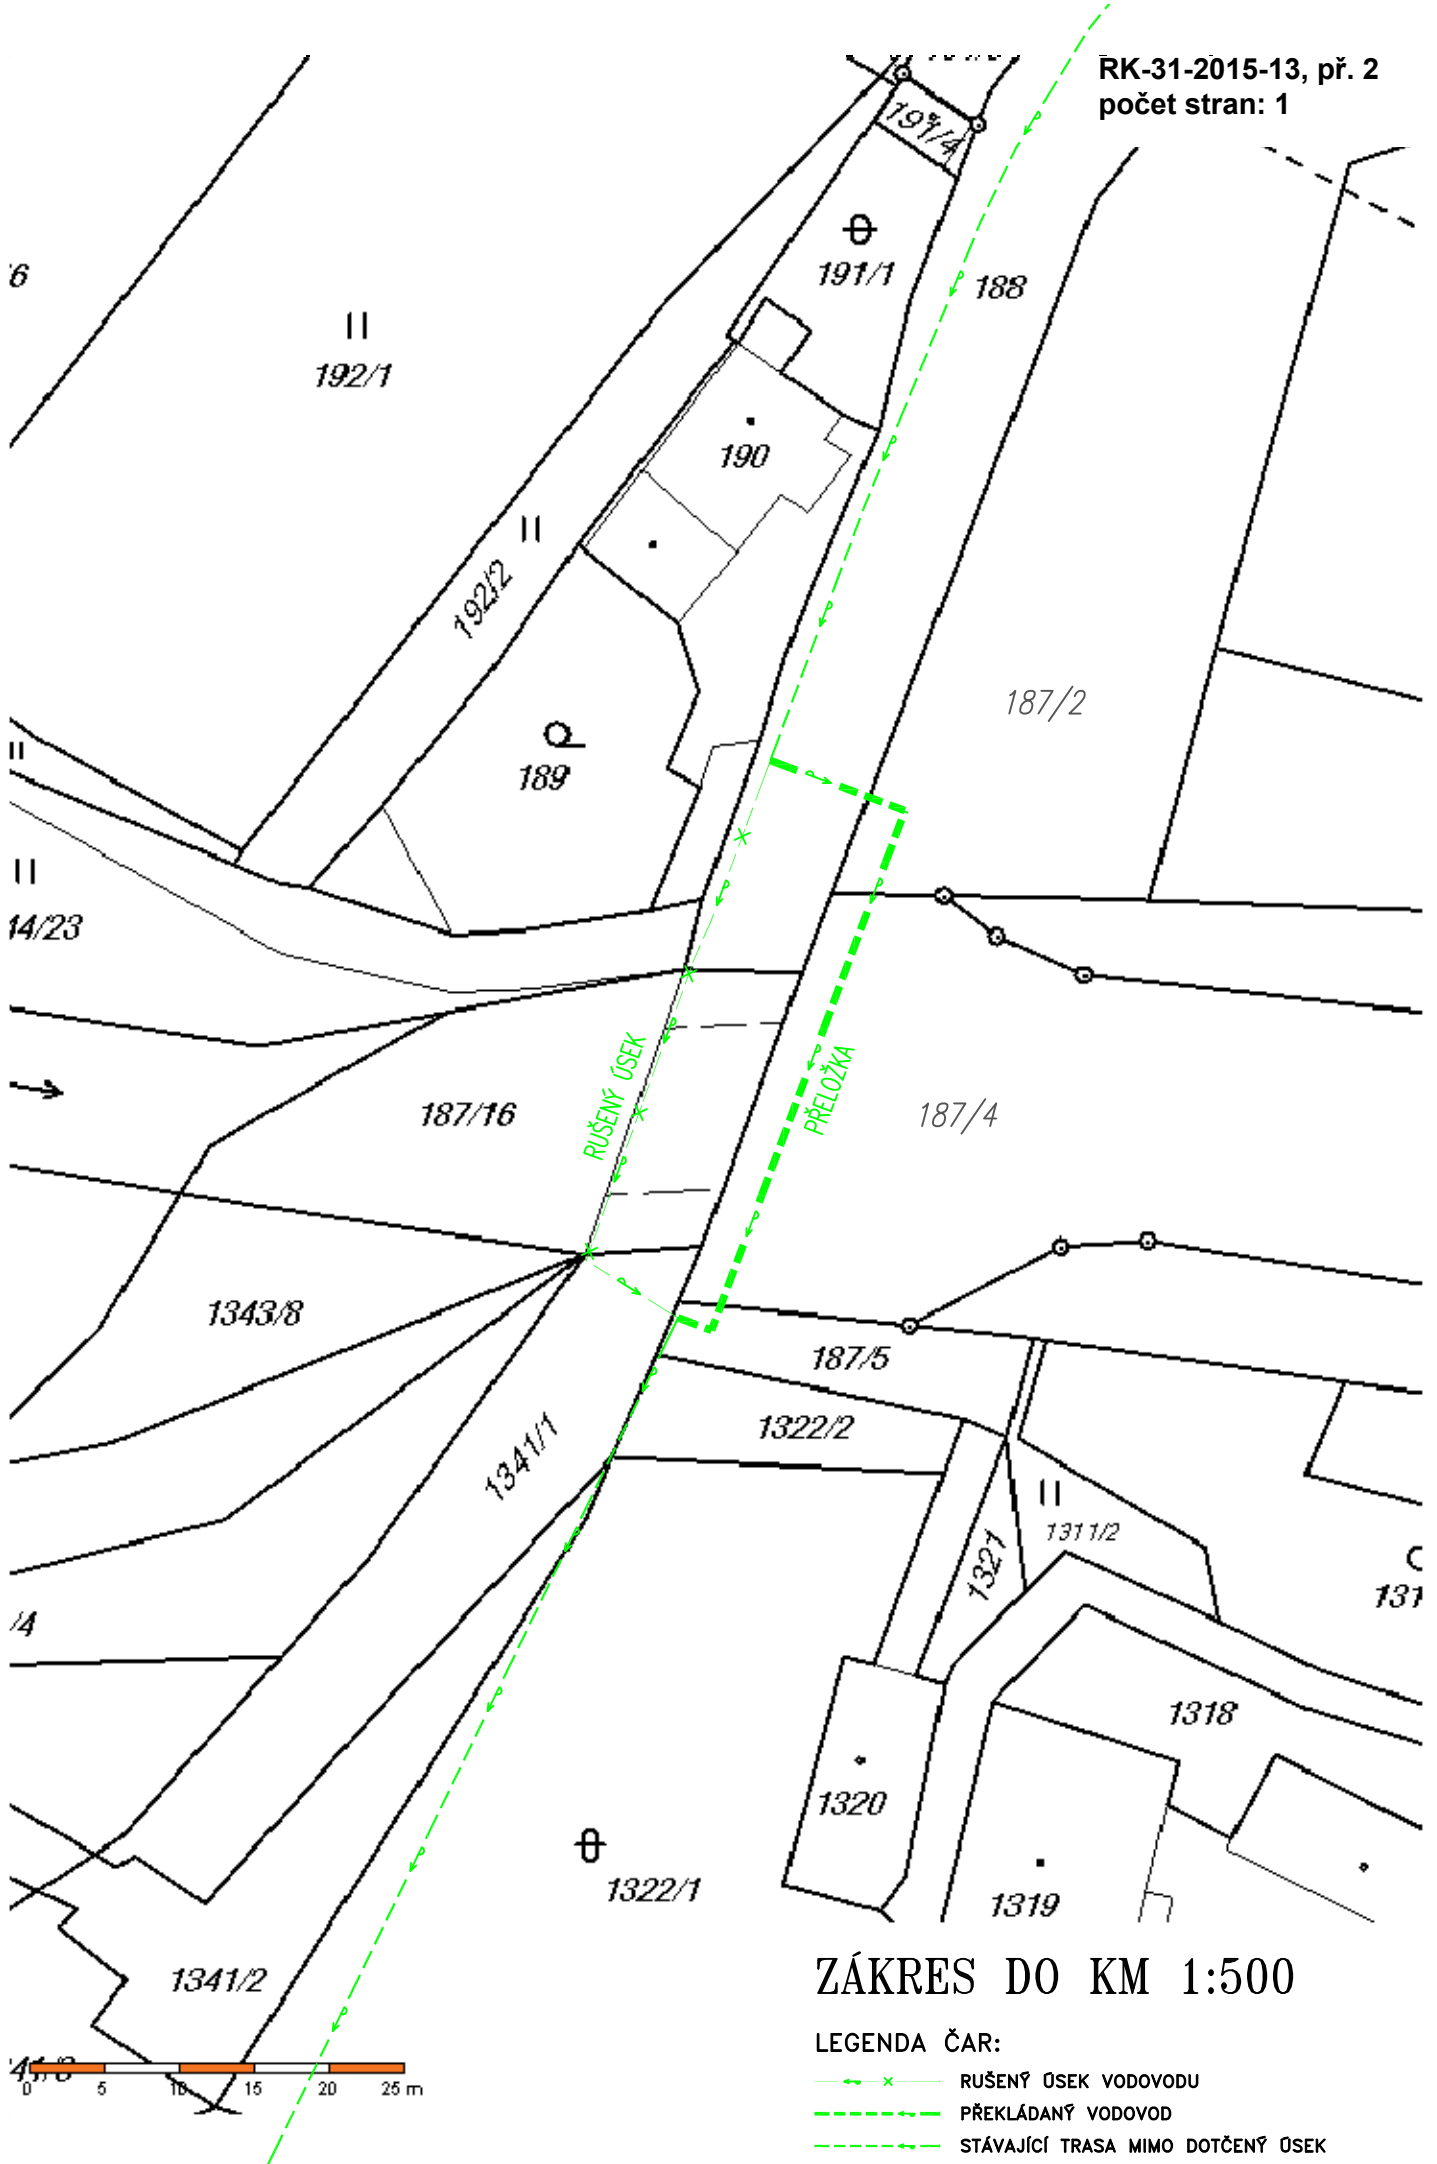 RK-31-2015-13, př. 2
počet stran: 1
191/4
191/1
188
/6
192/1
190
192/2
187/2
189
14/23
RUŠENÝ ÚSEK
PŘELOŽKA
187/16
187/4
1343/8
187/5
1322/2
1341/1
1311/2
1321
131
/4
1318
1320
1322/1
1319
1341/2
ZÁKRES DO KM 1:500
LEGENDA ČAR:
0 5 10 15 20 25 m
RUŠENÝ ÚSEK VODOVODU
PŘEKLÁDANÝ VODOVOD
STÁVAJÍCÍ TRASA MIMO DOTČENÝ ÚSEK